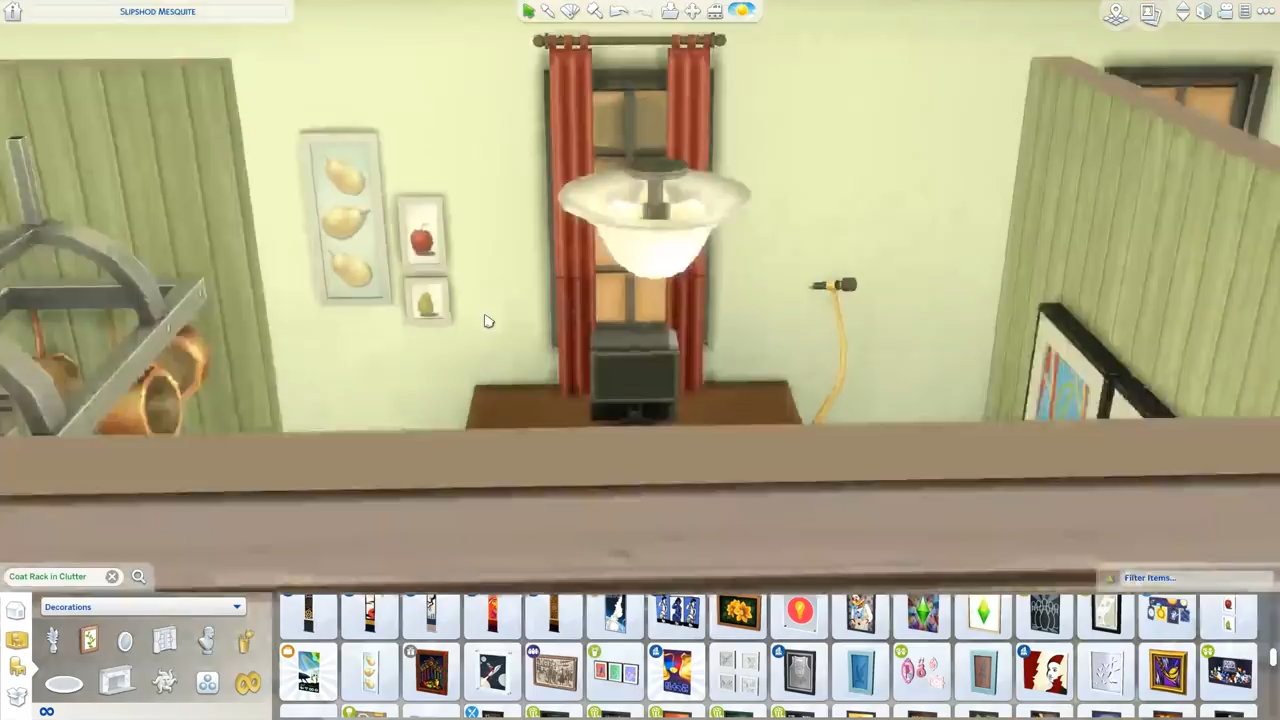 SLIPSHOD MESQUITE
Coat Rack in Clutter
Filter Items...
Decorations